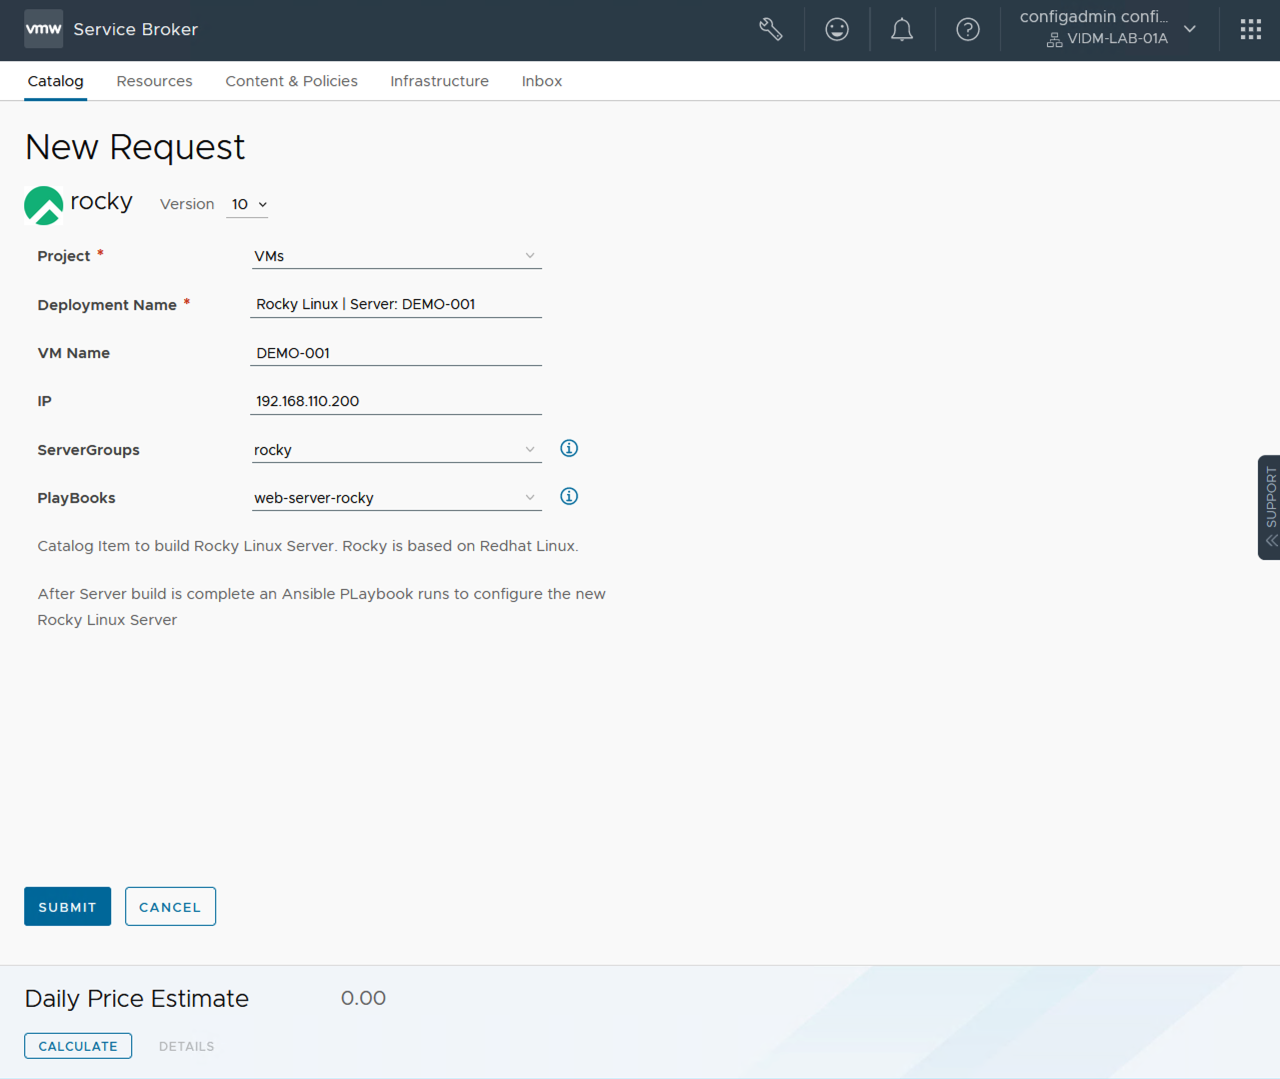 vmw Service Broker
configadmin confi...
VIDM-LAB-01A
Catalog Resources Content & Policies Infrastructure Inbox
New Request
rocky Version 10
Project * VMs
Deployment Name * Rocky Linux | Server: DEMO-001
VM Name DEMO-001
IP 192.168.110.200
ServerGroups rocky
PlayBooks web-server-rocky
Catalog Item to build Rocky Linux Server. Rocky is based on Redhat Linux.
After Server build is complete an Ansible PLaybook runs to configure the new
Rocky Linux Server
SUPPORT
SUBMIT CANCEL
Daily Price Estimate 0.00
CALCULATE DETAILS